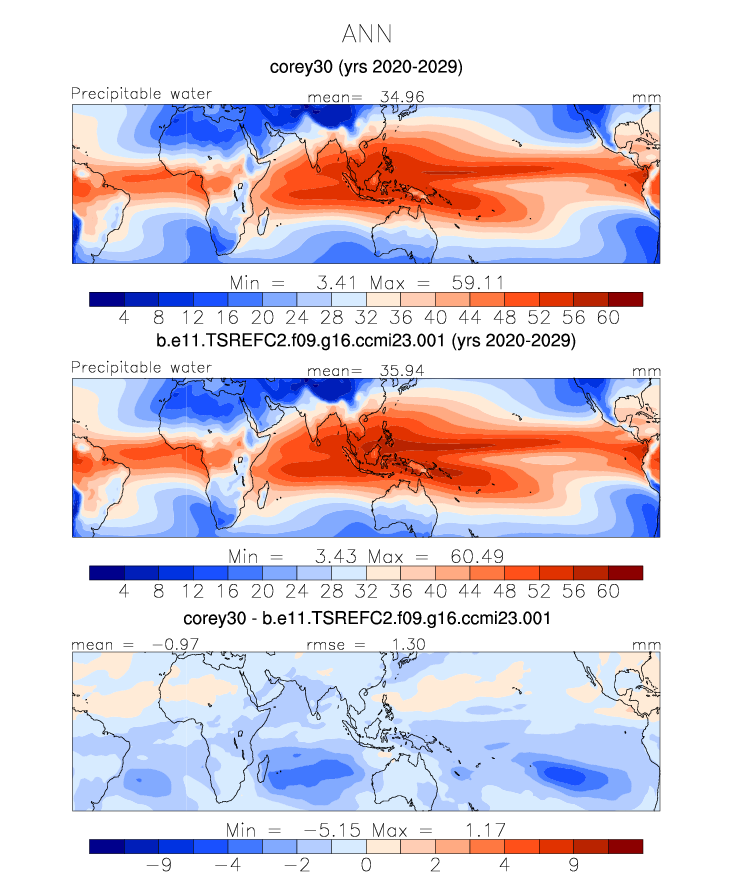 ANN
corey30 (yrs 2020-2029)
Precipitable water mean= 34.96 mm
Min = 3.41 Max = 59.11
4 8 12 16 20 24 28 32 36 40 44 48 52 56 60
b.e11.TSREFC2.f09.g16.ccmi23.001 (yrs 2020-2029)
Precipitable water mean= 35.94 mm
Min = 3.43 Max = 60.49
4 8 12 16 20 24 28 32 36 40 44 48 52 56 60
corey30 - b.e11.TSREFC2.f09.g16.ccmi23.001
mean = −0.97 rmse = 1.30 mm
Min = −5.15 Max = 1.17
−9 −4 −2 0 2 4 9